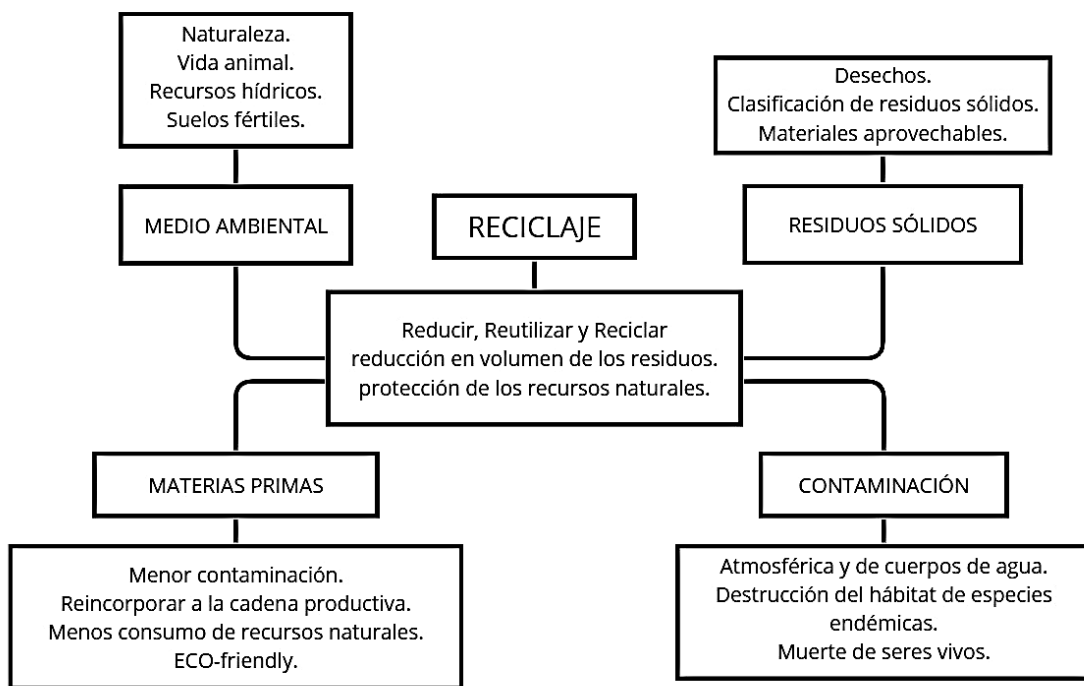 Naturaleza.
Vida animal.
Recursos hídricos.
Suelos fértiles.
Desechos.
Clasificación de residuos sólidos.
Materiales aprovechables.
MEDIO AMBIENTAL
RECICLAJE
RESIDUOS SÓLIDOS
Reducir, Reutilizar y Reciclar
reducción en volumen de los residuos.
protección de los recursos naturales.
MATERIAS PRIMAS
CONTAMINACIÓN
Menor contaminación.
Reincorporar a la cadena productiva.
Menos consumo de recursos naturales.
ECO-friendly.
Atmosférica y de cuerpos de agua.
Destrucción del hábitat de especies
endémicas.
Muerte de seres vivos.